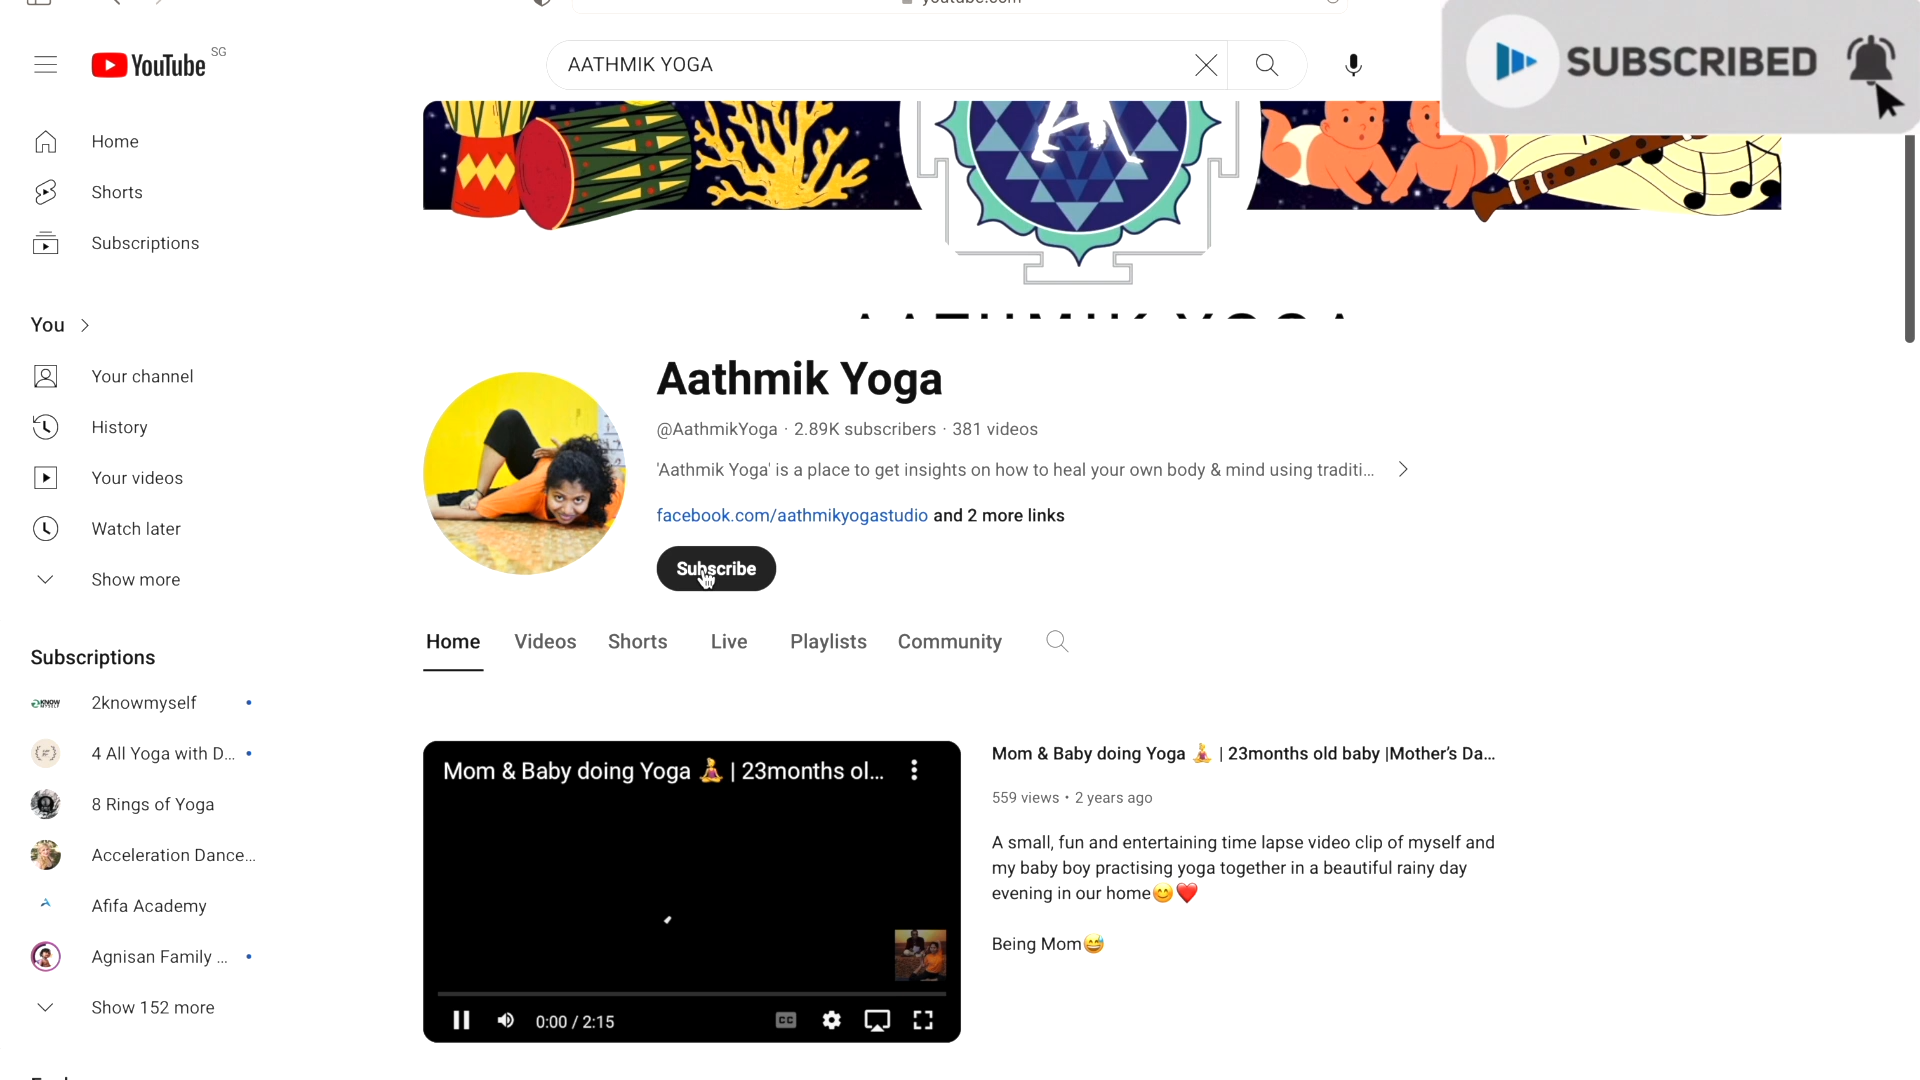 youtube.com
YouTube SG
AATHMIK YOGA
SUBSCRIBED
Home
Shorts
Subscriptions
You
Your channel
History
Your videos
Watch later
Show more
Subscriptions
2knowmyself
4 All Yoga with D...
8 Rings of Yoga
Acceleration Dance...
Afifa Academy
Agnisan Family ...
Show 152 more
AATHMIK YOGA
Aathmik Yoga
@AathmikYoga · 2.89K subscribers · 381 videos
'Aathmik Yoga' is a place to get insights on how to heal your own body & mind using traditi...
facebook.com/aathmikyogastudio and 2 more links
Subscribe
Home Videos Shorts Live Playlists Community
Mom & Baby doing Yoga 🧘 | 23months ol...
0:00 / 2:15
CC
Mom & Baby doing Yoga 🧘 | 23months old baby |Mother's Da...
559 views • 2 years ago
A small, fun and entertaining time lapse video clip of myself and
my baby boy practising yoga together in a beautiful rainy day
evening in our home😊❤️
Being Mom😅